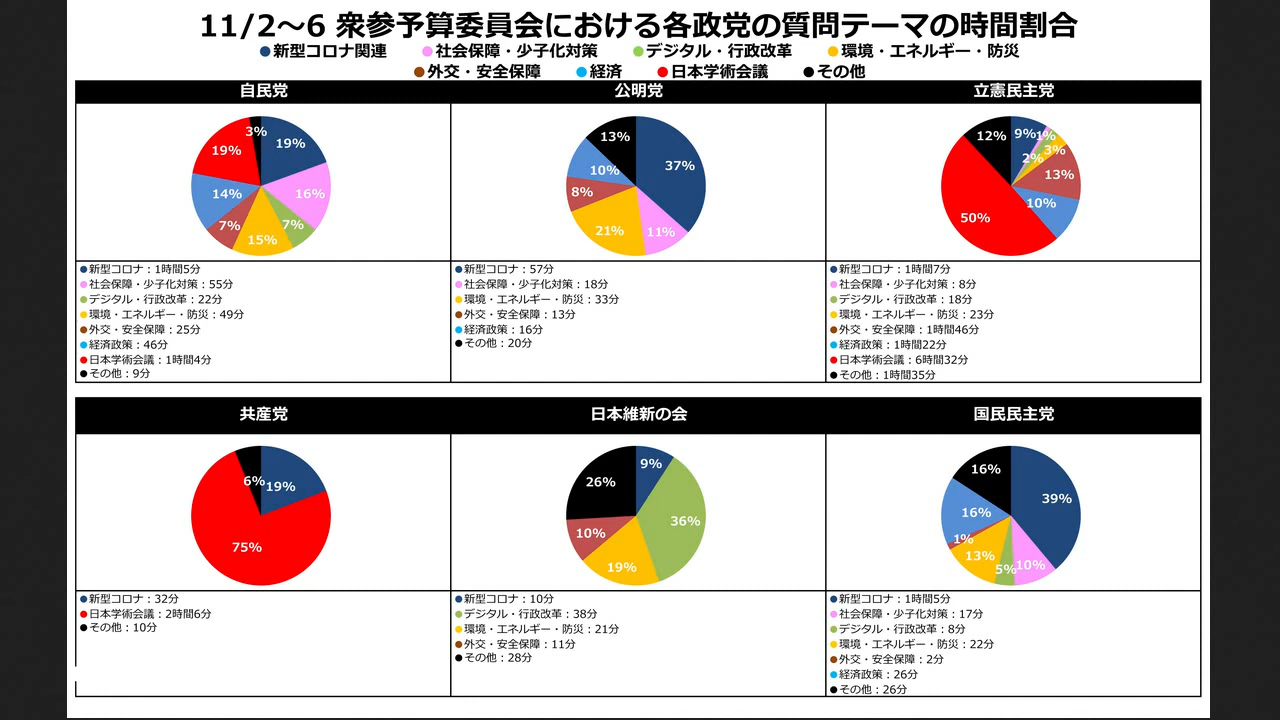 11/2～6 衆参予算委員会における各政党の質問テーマの時間割合
●新型コロナ関連 ●社会保障・少子化対策 ●デジタル・行政改革 ●環境・エネルギー・防災
●外交・安全保障 ●経済 ●日本学術会議 ●その他
自民党
3%
19%
19%
16%
14%
7%
7%
15%
●新型コロナ：1時間5分
●社会保障・少子化対策：55分
●デジタル・行政改革：22分
●環境・エネルギー・防災：49分
●外交・安全保障：25分
●経済政策：46分
●日本学術会議：1時間4分
●その他：9分
公明党
13%
37%
10%
8%
21%
11%
●新型コロナ：57分
●社会保障・少子化対策：18分
●環境・エネルギー・防災：33分
●外交・安全保障：13分
●経済政策：16分
●その他：20分
立憲民主党
12%
9%
1%
3%
2%
13%
10%
50%
●新型コロナ：1時間7分
●社会保障・少子化対策：8分
●デジタル・行政改革：18分
●環境・エネルギー・防災：23分
●外交・安全保障：1時間46分
●経済政策：1時間22分
●日本学術会議：6時間32分
●その他：1時間35分
共産党
6%
19%
75%
●新型コロナ：32分
●日本学術会議：2時間6分
●その他：10分
日本維新の会
9%
26%
36%
10%
19%
●新型コロナ：10分
●デジタル・行政改革：38分
●環境・エネルギー・防災：21分
●外交・安全保障：11分
●その他：28分
国民民主党
16%
39%
16%
1%
13%
5%
10%
●新型コロナ：1時間5分
●社会保障・少子化対策：17分
●デジタル・行政改革：8分
●環境・エネルギー・防災：22分
●外交・安全保障：2分
●経済政策：26分
●その他：26分